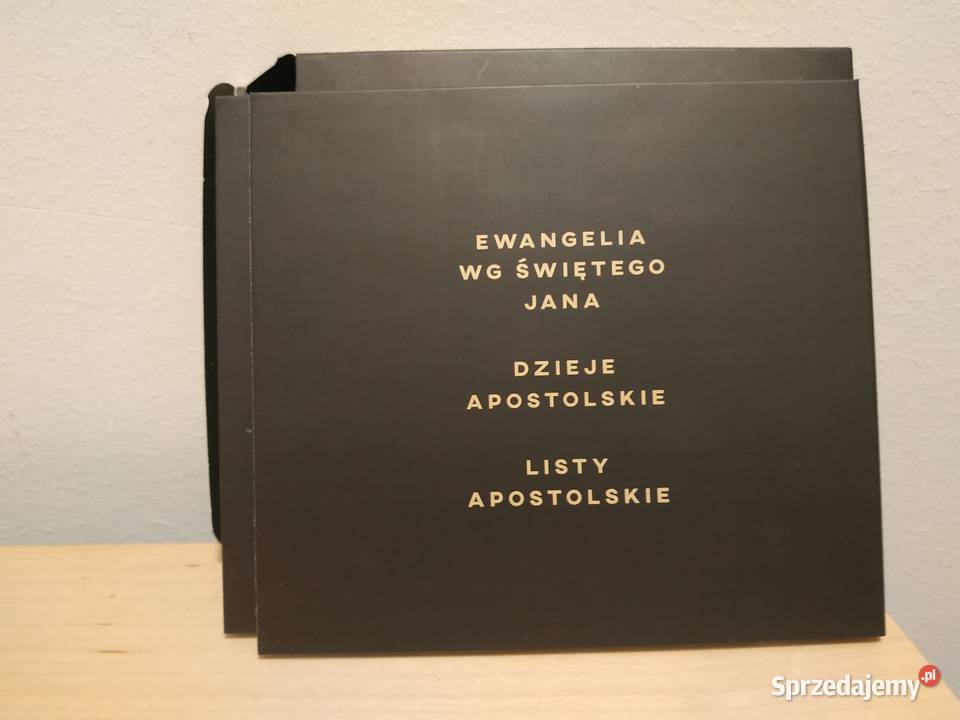 EWANGELIA
WG ŚWIĘTEGO
JANA
DZIEJE
APOSTOLSKIE
LISTY
APOSTOLSKIE
Sprzedajemy.pl